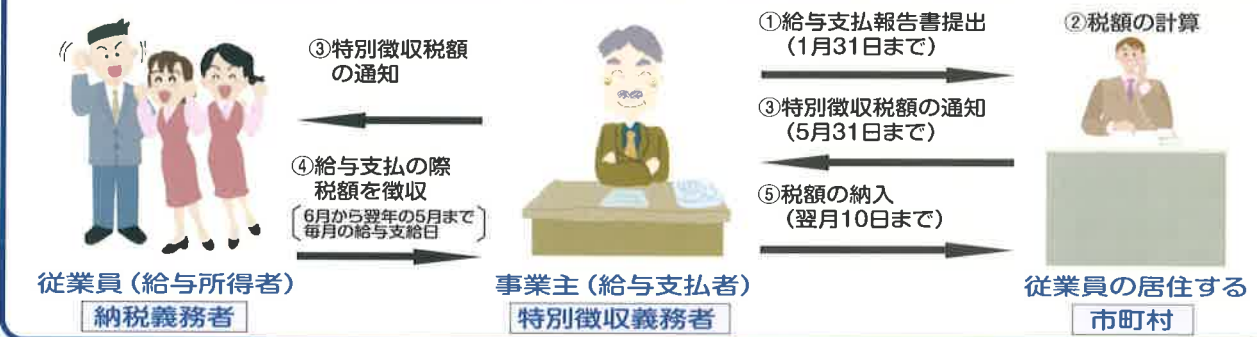 ①給与支払報告書提出
（1月31日まで）
②税額の計算
③特別徴収税額
の通知
③特別徴収税額の通知
（5月31日まで）
④給与支払の際
税額を徴収
〔6月から翌年の5月まで
毎月の給与支給日〕
⑤税額の納入
（翌月10日まで）
従業員（給与所得者）
納税義務者
事業主（給与支払者）
特別徴収義務者
従業員の居住する
市町村